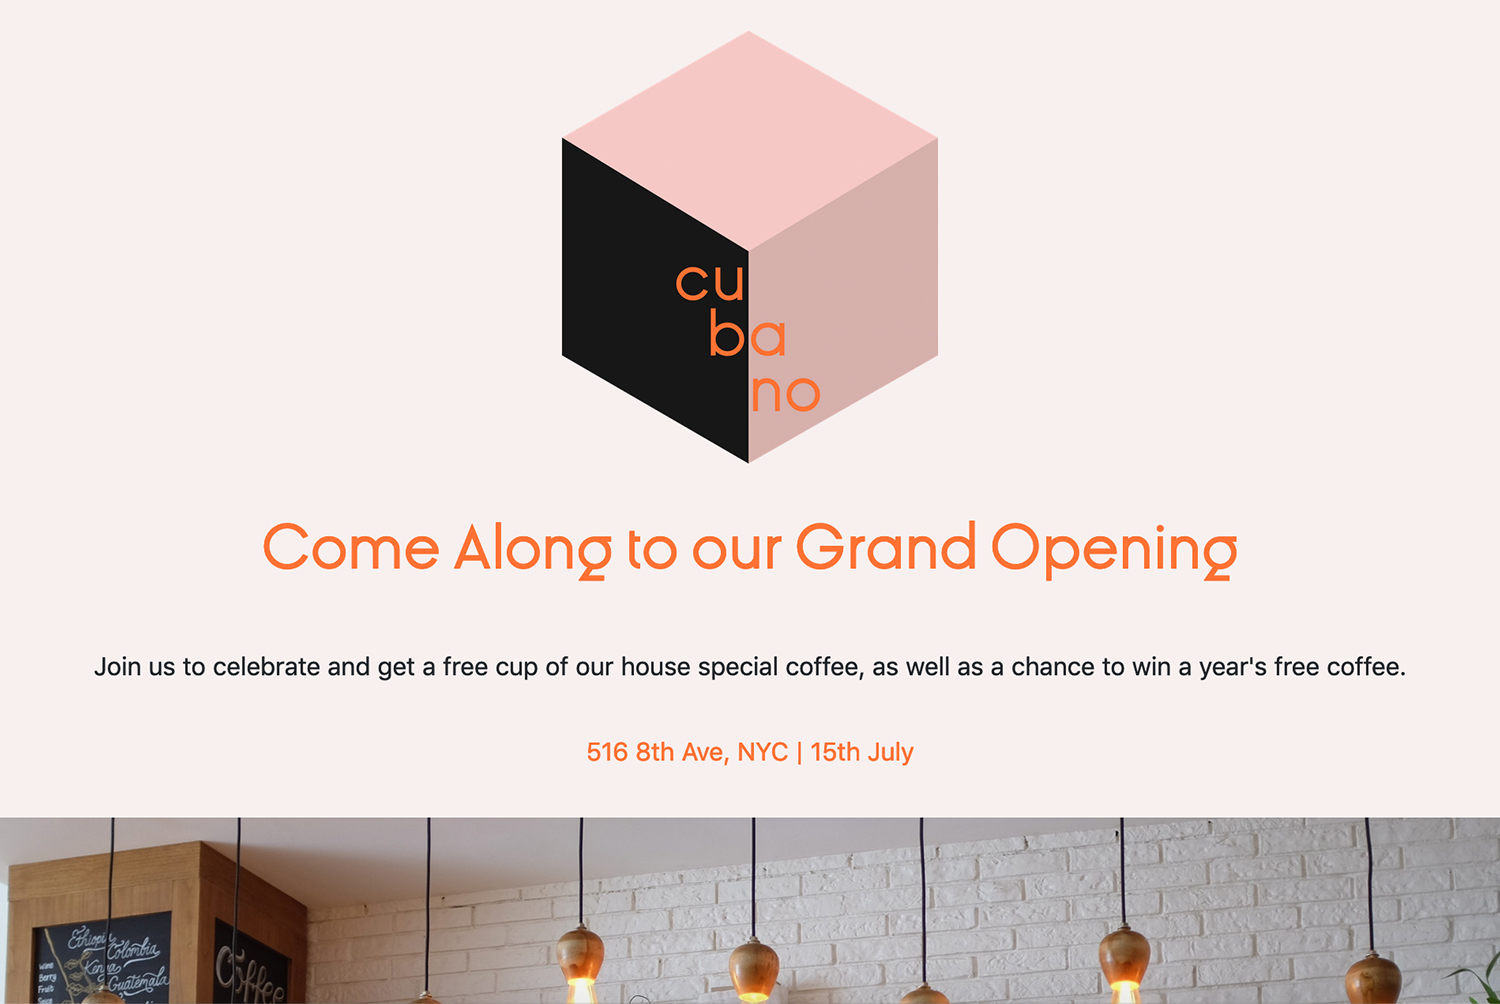 cu
ba
no
Come Along to our Grand Opening
Join us to celebrate and get a free cup of our house special coffee, as well as a chance to win a year's free coffee.
516 8th Ave, NYC | 15th July
Ethiopia
Colombia
Kenya
Guatemala
Wine
Berry
Fruit
Coffee